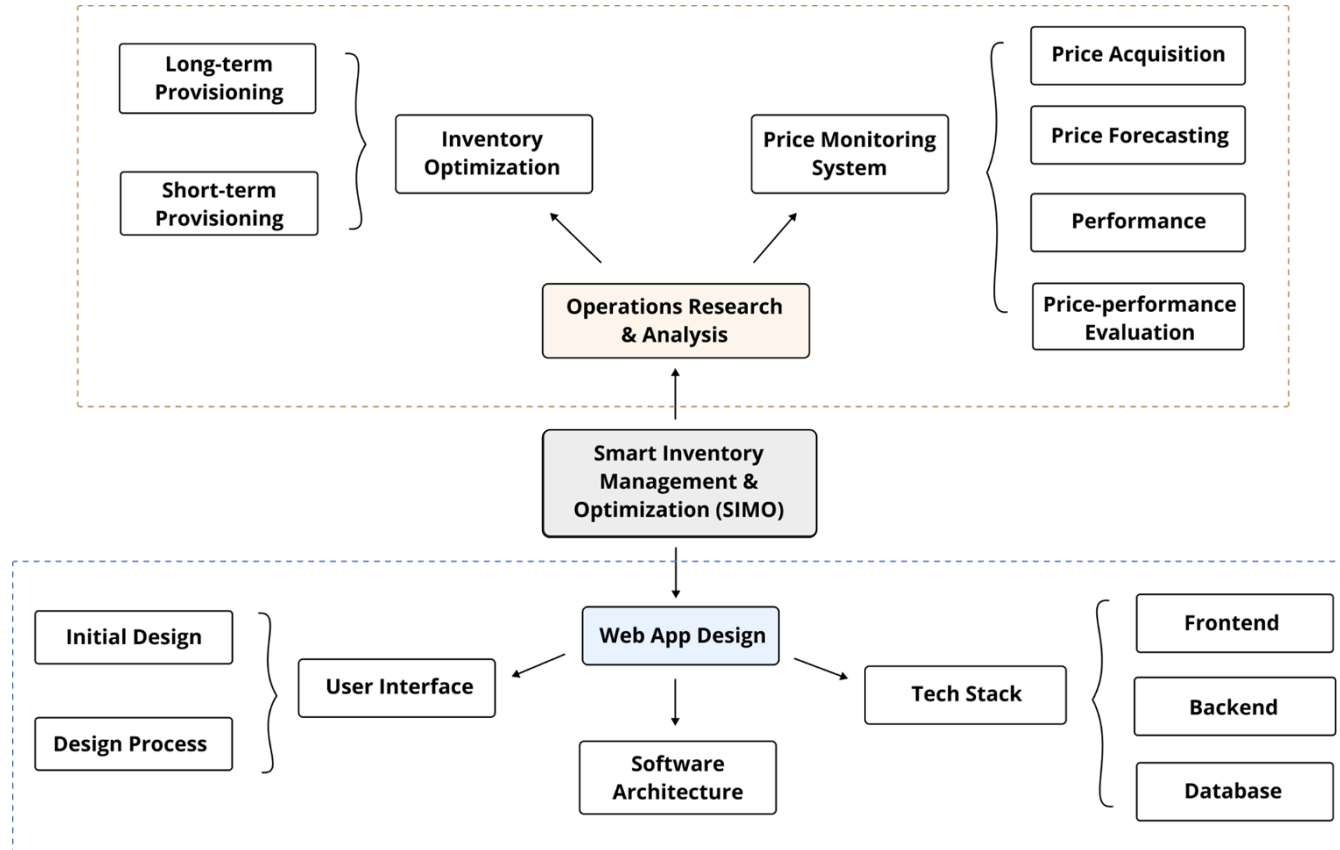 Long-term
Provisioning
Short-term
Provisioning
Inventory
Optimization
Price Monitoring
System
Price Acquisition
Price Forecasting
Performance
Price-performance
Evaluation
Operations Research
& Analysis
Smart Inventory
Management &
Optimization (SIMO)
Web App Design
Initial Design
Design Process
User Interface
Software
Architecture
Tech Stack
Frontend
Backend
Database